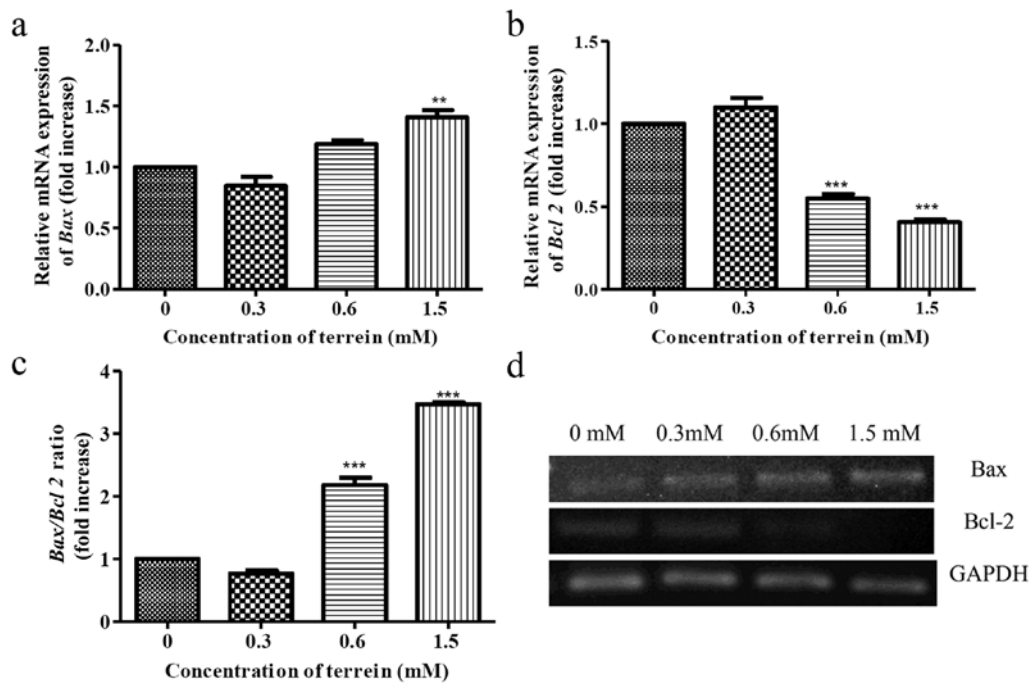 a
Relative mRNA expression
of Bax (fold increase)
2.0
1.5
1.0
0.5
0.0
**
0
0.3
0.6
1.5
Concentration of terrein (mM)
b
Relative mRNA expression
of Bcl 2 (fold increase)
1.5
1.0
0.5
0.0
***
***
0
0.3
0.6
1.5
Concentration of terrein (mM)
c
Bax/Bcl 2 ratio
(fold increase)
4
3
2
1
0
***
***
0
0.3
0.6
1.5
Concentration of terrein (mM)
d
0 mM 0.3mM 0.6mM 1.5 mM
Bax
Bcl-2
GAPDH